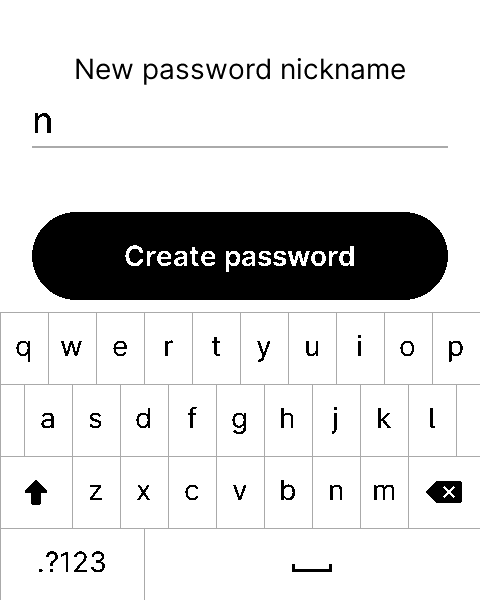 New password nickname
n
Create password
q w e r t y u i o p
a s d f g h j k l
z x c v b n m
.?123